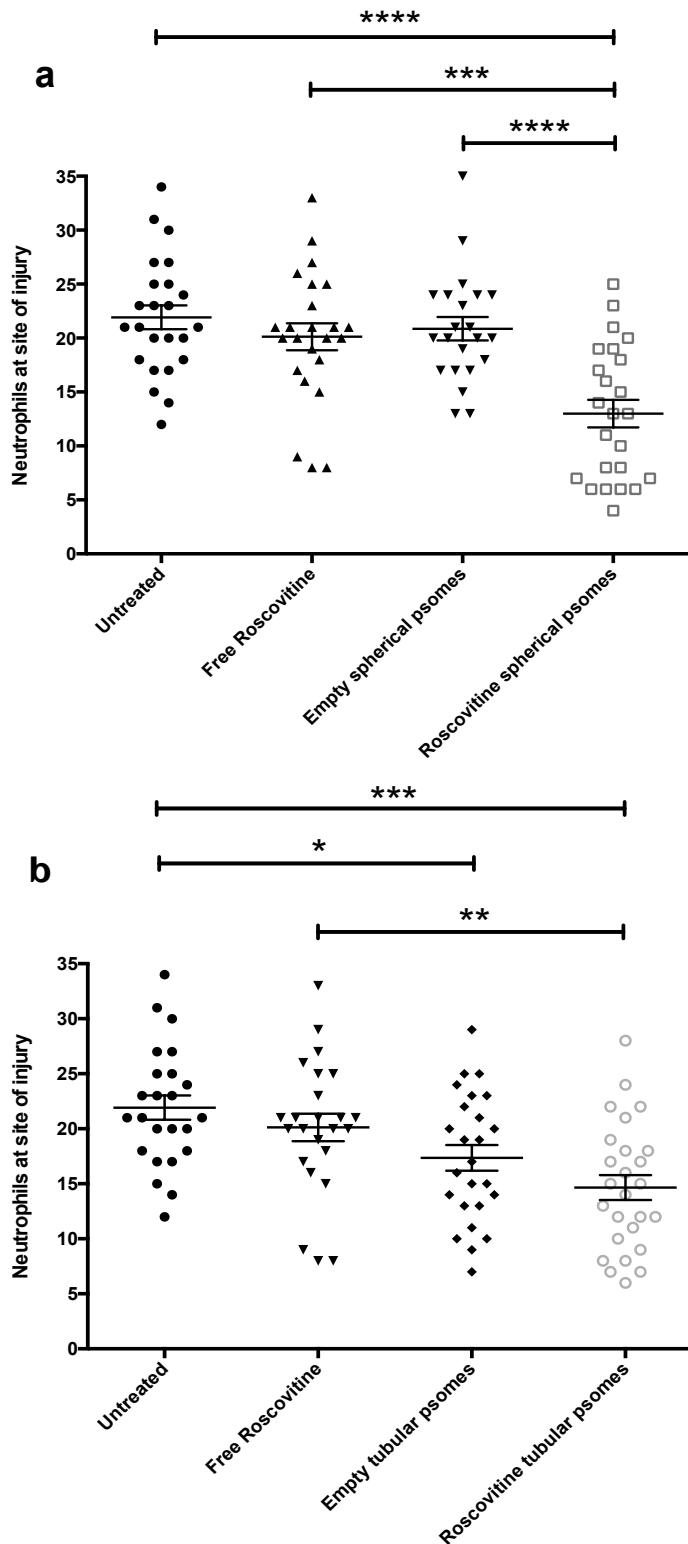 ****
a
***
****
35
30
25
20
15
10
5
0
Neutrophils at site of injury
Untreated
Free Roscovitine
Empty spherical psomes
Roscovitine spherical psomes
***
*
b
**
35
30
25
20
15
10
5
0
Neutrophils at site of injury
Untreated
Free Roscovitine
Empty tubular psomes
Roscovitine tubular psomes